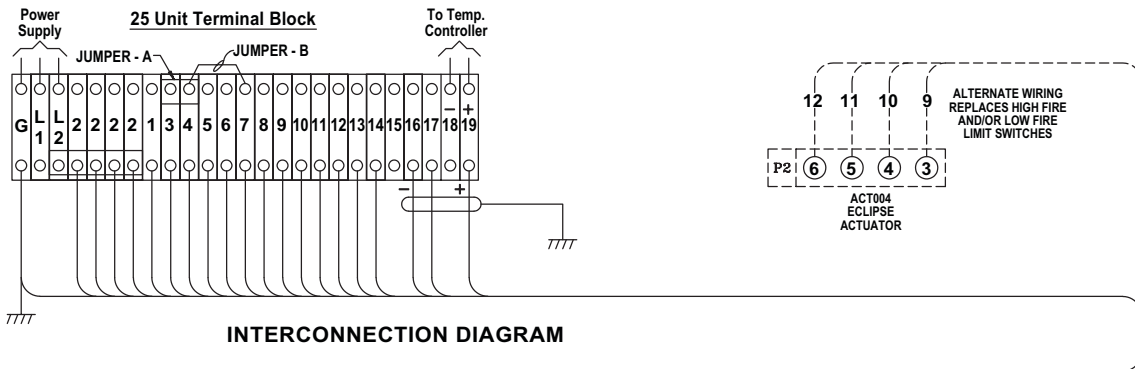 Power
Supply
25 Unit Terminal Block
To Temp.
Controller
JUMPER - A
JUMPER - B
G L1 L2 2 2 2 2 1 3 4 5 6 7 8 9 10 11 12 13 14 15 16 17 − 18 + 19
− +
12 11 10 9
ALTERNATE WIRING
REPLACES HIGH FIRE
AND/OR LOW FIRE
LIMIT SWITCHES
P2 6 5 4 3
ACT004
ECLIPSE
ACTUATOR
INTERCONNECTION DIAGRAM